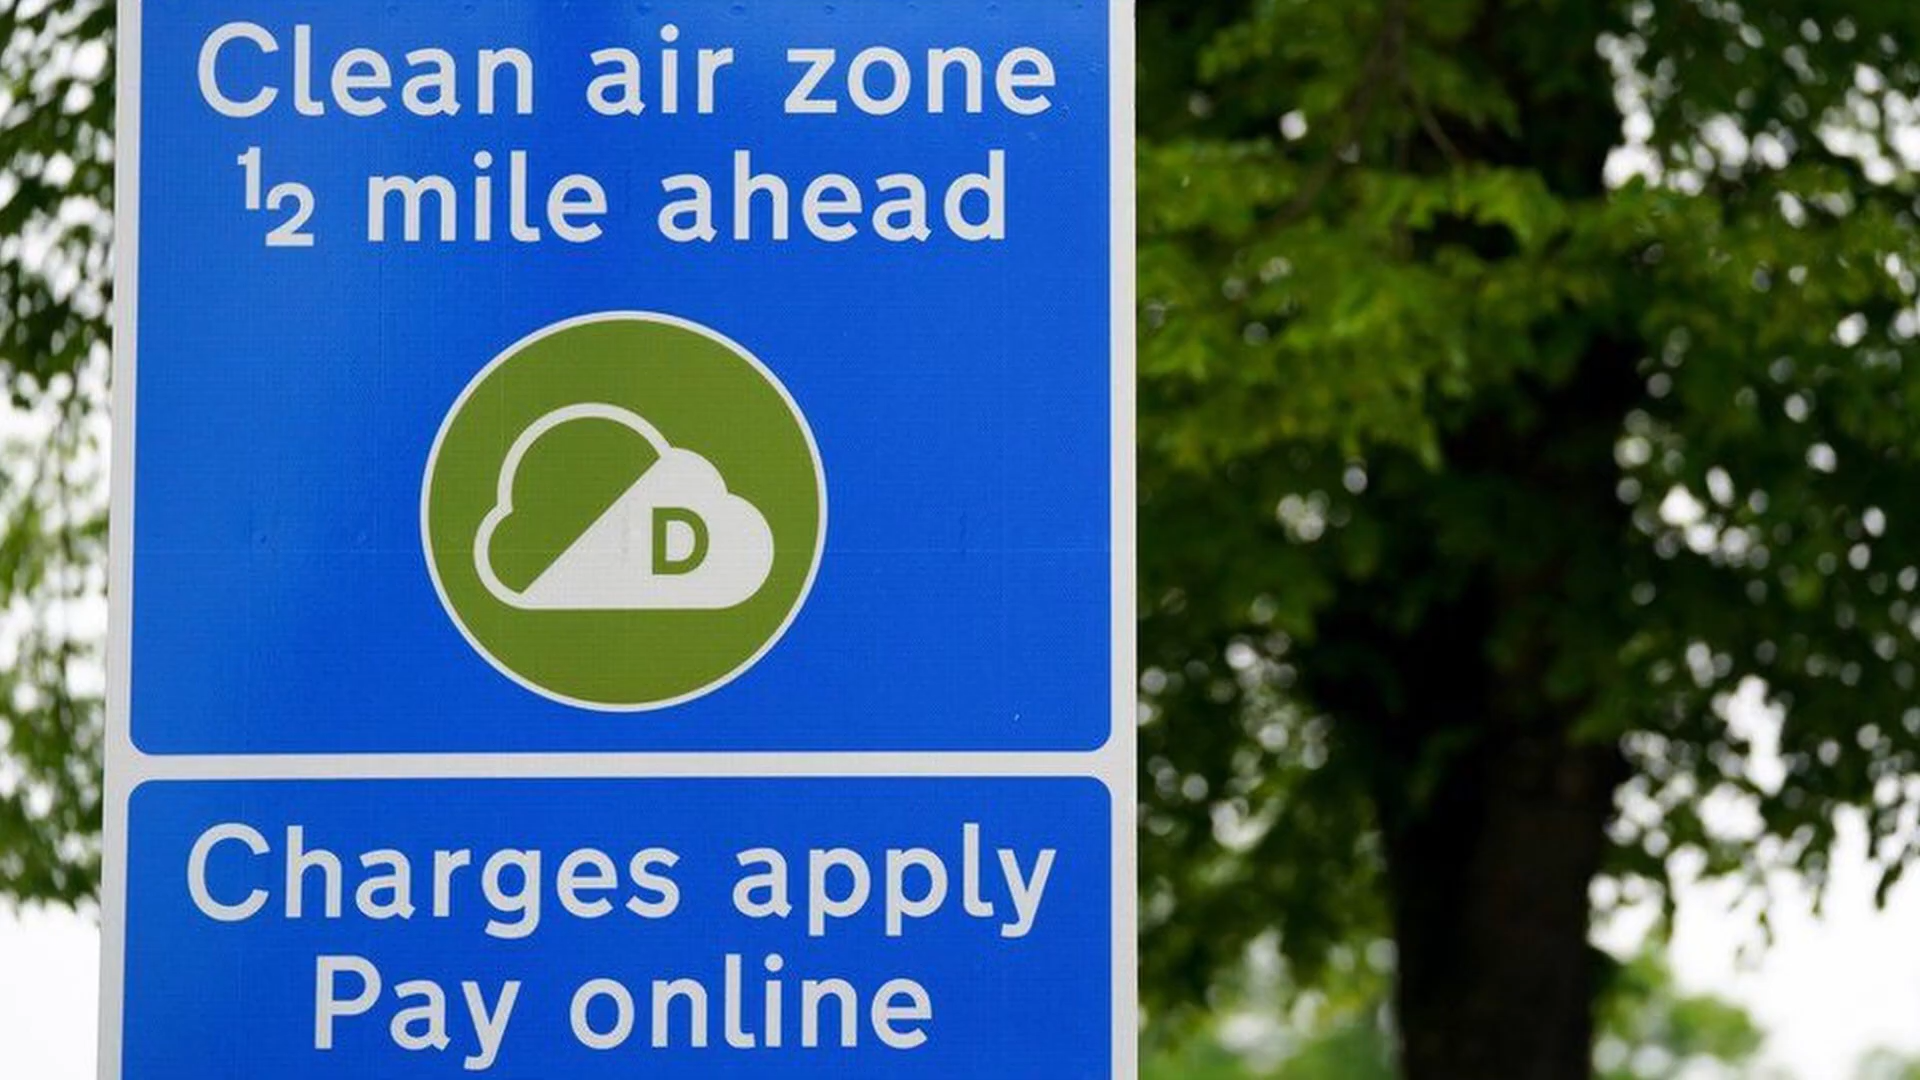 Clean air zone
½ mile ahead
D
Charges apply
Pay online